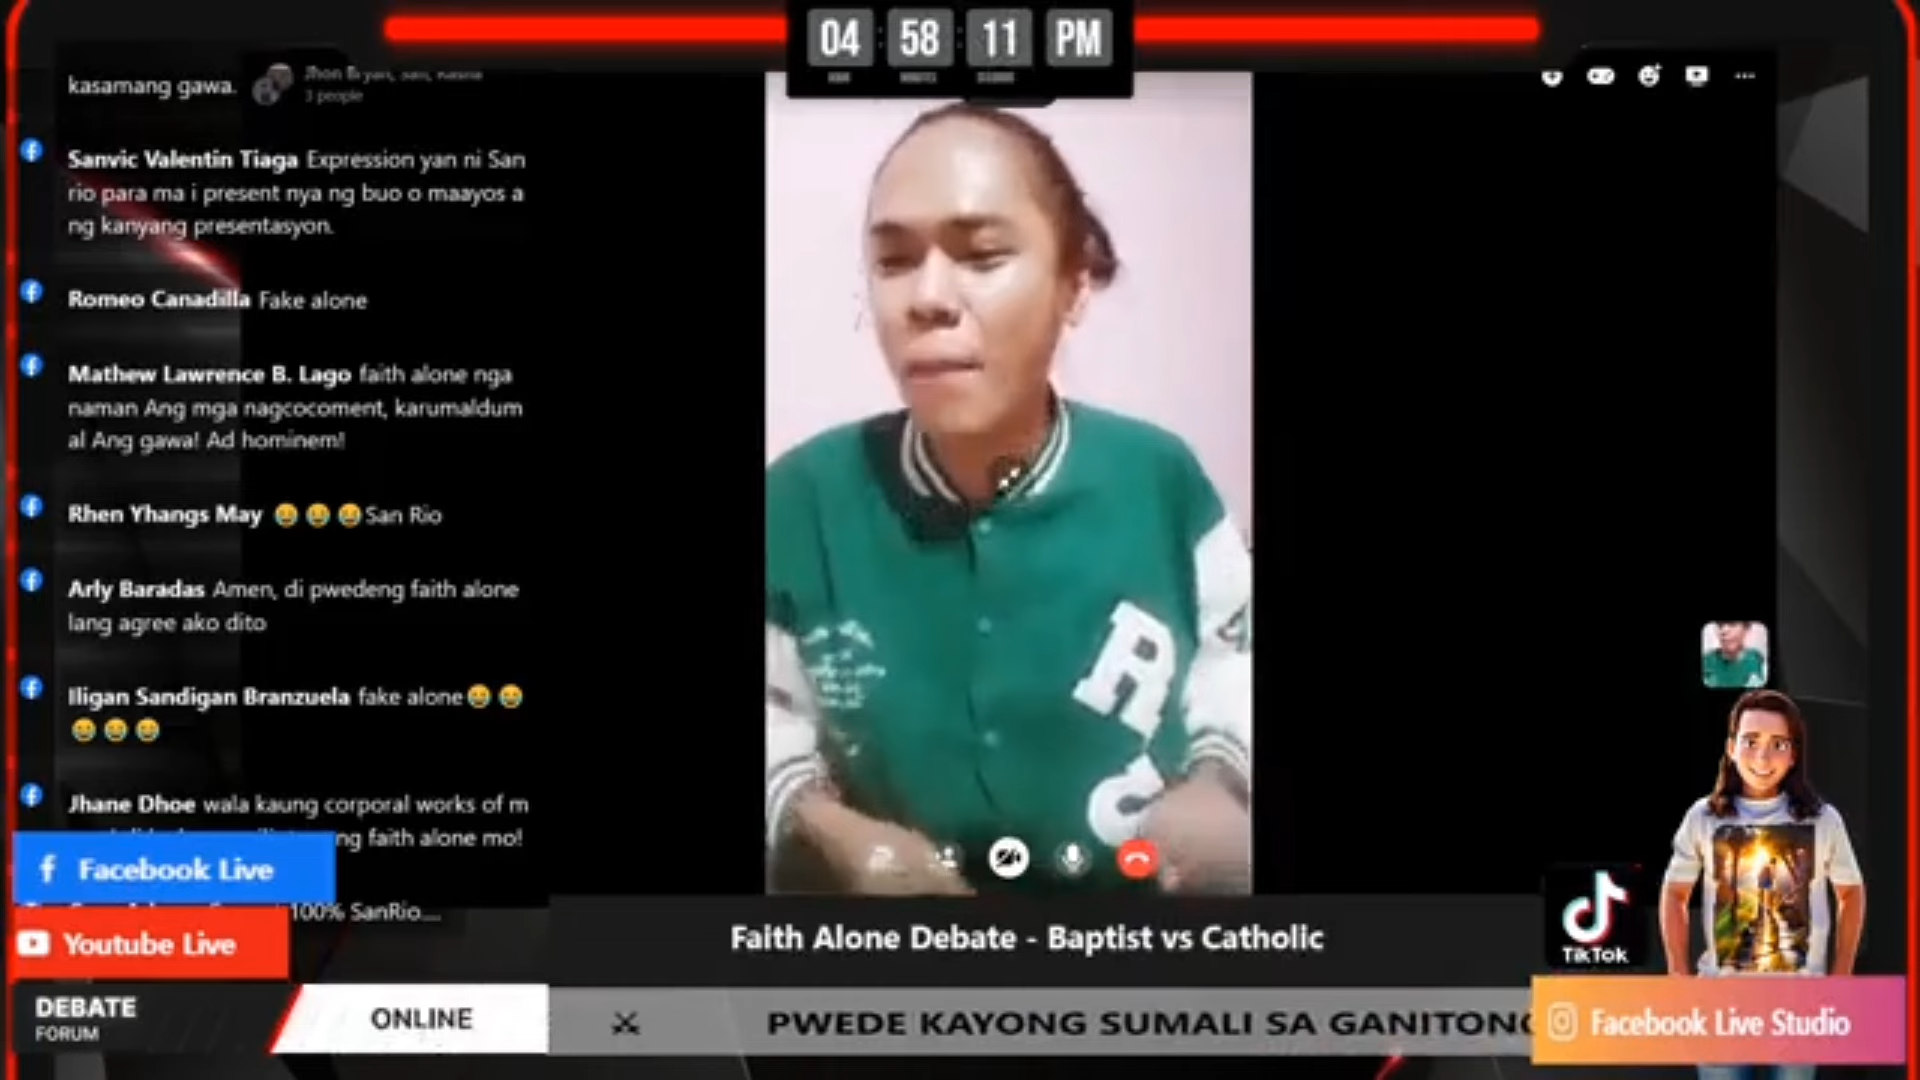 04 : 58 : 11 PM
kasamang gawa.
Jhon Bryan, San,
3 people
Sanvic Valentin Tiaga Expression yan ni San
rio para ma i present nya ng buo o maayos a
ng kanyang presentasyon.
Romeo Canadilla Fake alone
Mathew Lawrence B. Lago faith alone nga
naman Ang mga nagcocoment, karumaldum
al Ang gawa! Ad hominem!
Rhen Yhangs May 😂😂😂San Rio
Arly Baradas Amen, di pwedeng faith alone
lang agree ako dito
Iligan Sandigan Branzuela fake alone😂😂
😂😂😂
Jhane Dhoe wala kaung corporal works of m
ng faith alone mo!
100% SanRio....
Facebook Live
Youtube Live
R
Faith Alone Debate - Baptist vs Catholic
TikTok
DEBATE
FORUM
ONLINE
PWEDE KAYONG SUMALI SA GANITONG
Facebook Live Studio